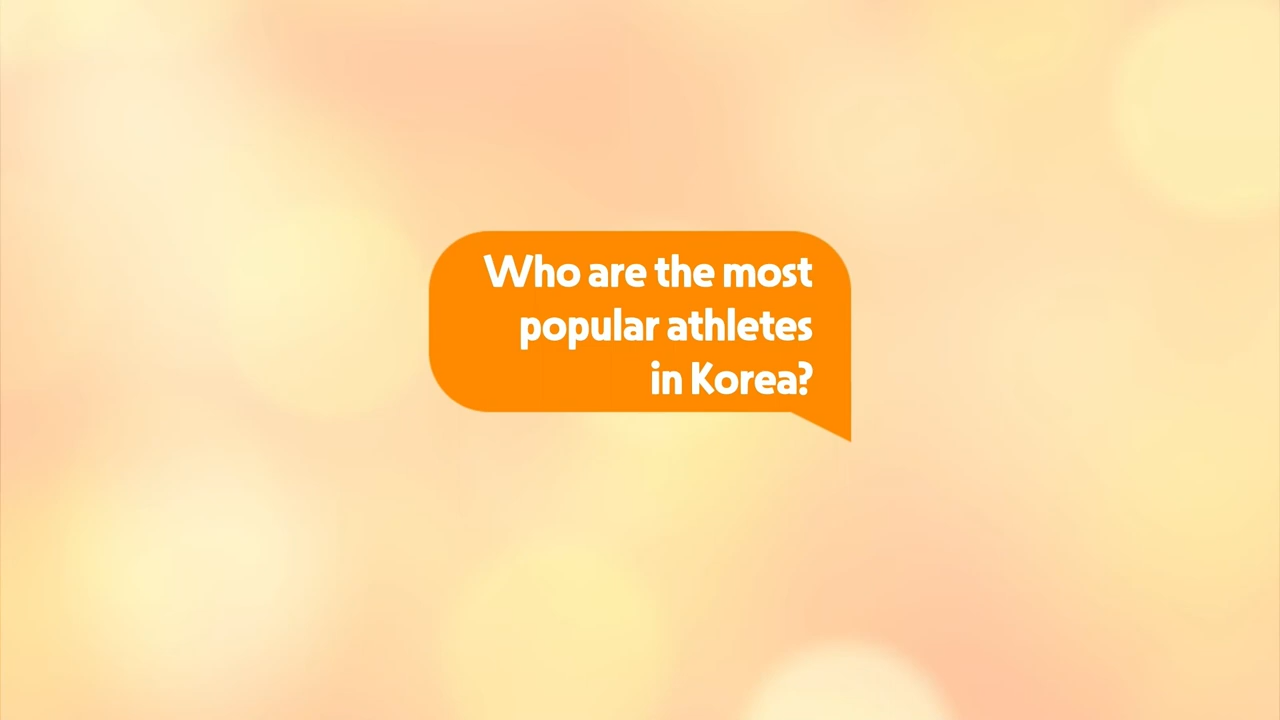 Who are the most
popular athletes
in Korea?